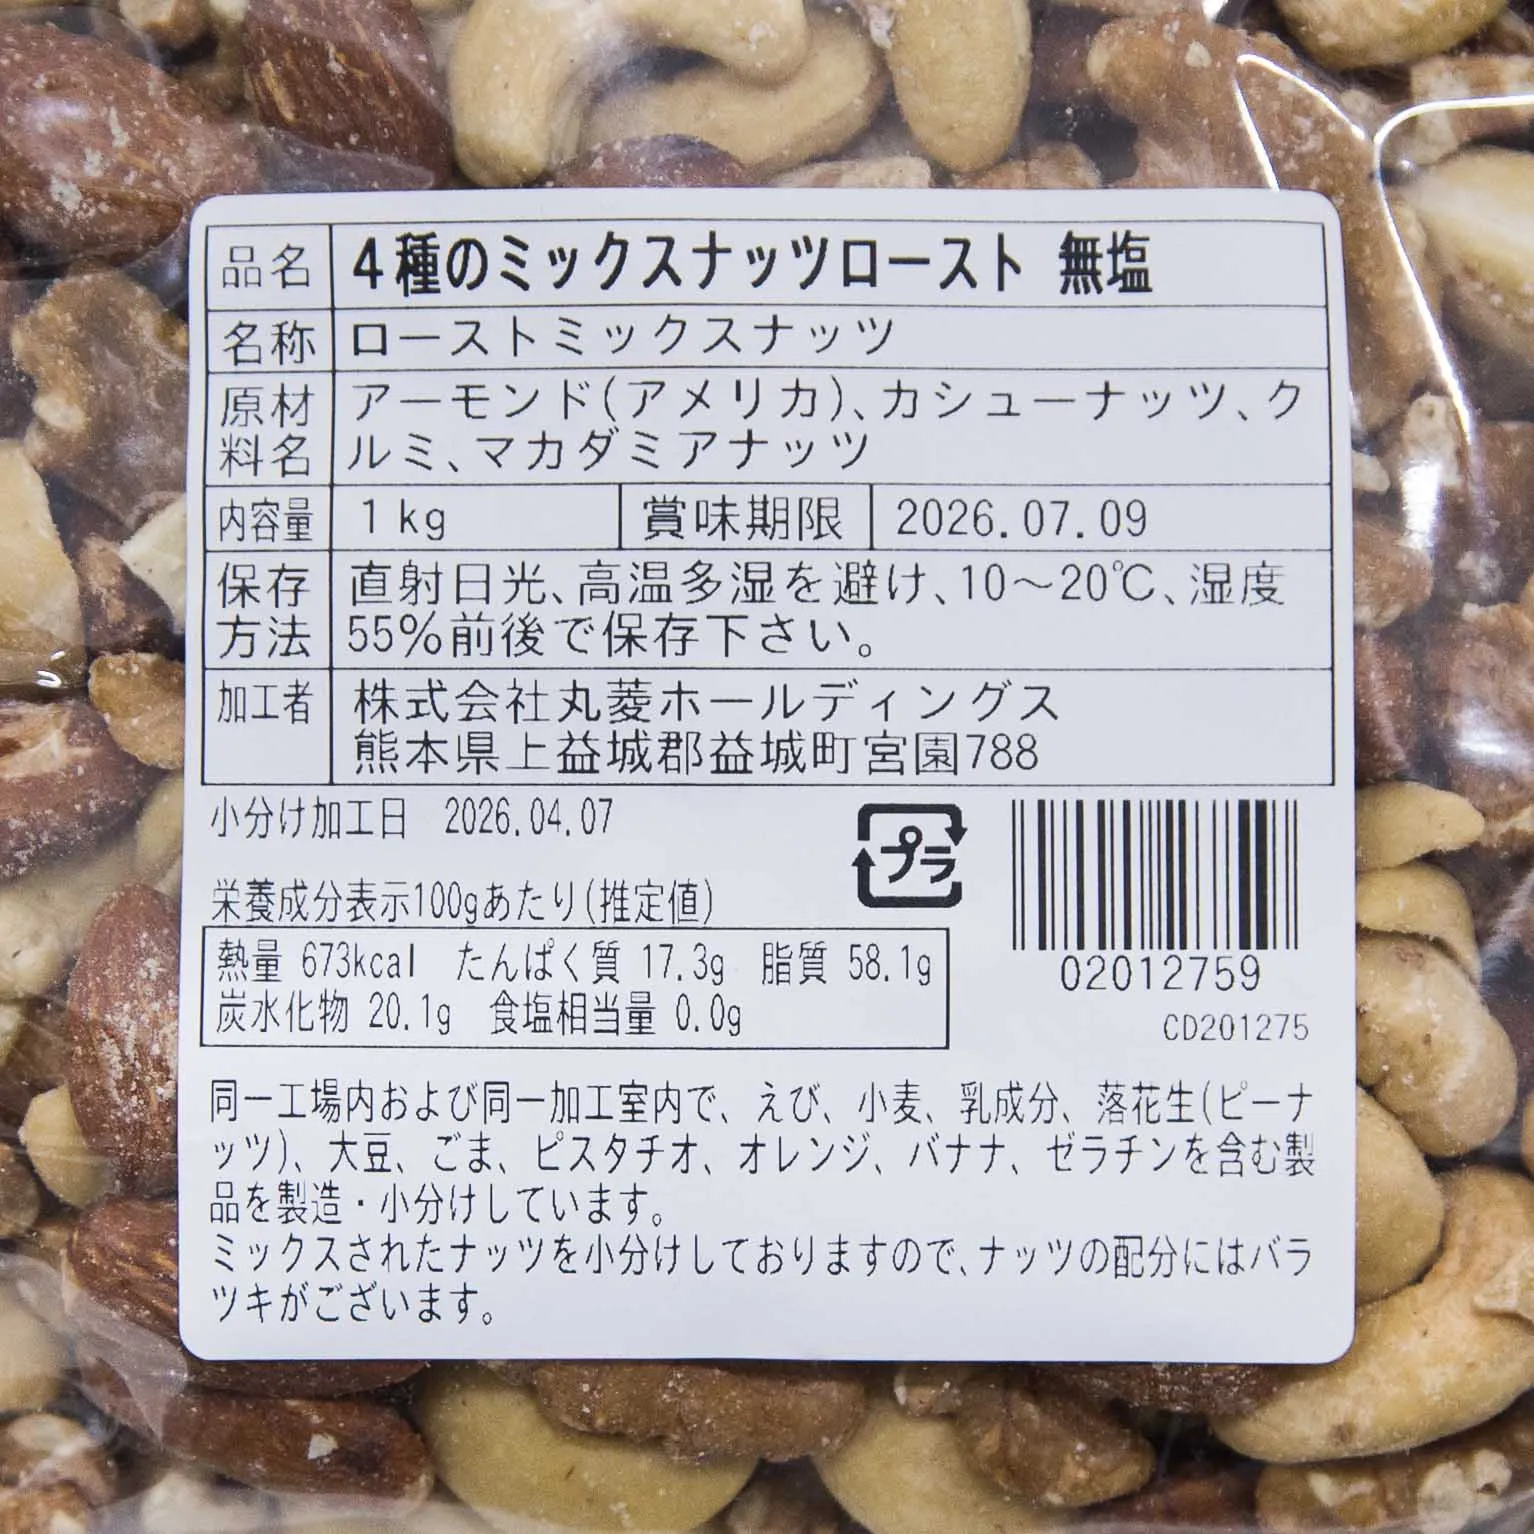 品名 4種のミックスナッツロースト 無塩
名称 ローストミックスナッツ
原材料名 アーモンド(アメリカ)、カシューナッツ、ク
ルミ、マカダミアナッツ
内容量 1kg 賞味期限 2026.07.09
保存方法 直射日光、高温多湿を避け、10～20℃、湿度
55%前後で保存下さい。
加工者 株式会社丸菱ホールディングス
熊本県上益城郡益城町宮園788
小分け加工日 2026.04.07
プラ
栄養成分表示100gあたり(推定値)
熱量 673kcal たんぱく質 17.3g 脂質 58.1g
炭水化物 20.1g 食塩相当量 0.0g
02012759
CD201275
同一工場内および同一加工室内で、えび、小麦、乳成分、落花生(ピーナ
ッツ)、大豆、ごま、ピスタチオ、オレンジ、バナナ、ゼラチンを含む製
品を製造・小分けしています。
ミックスされたナッツを小分けしておりますので、ナッツの配分にはバラ
ツキがございます。